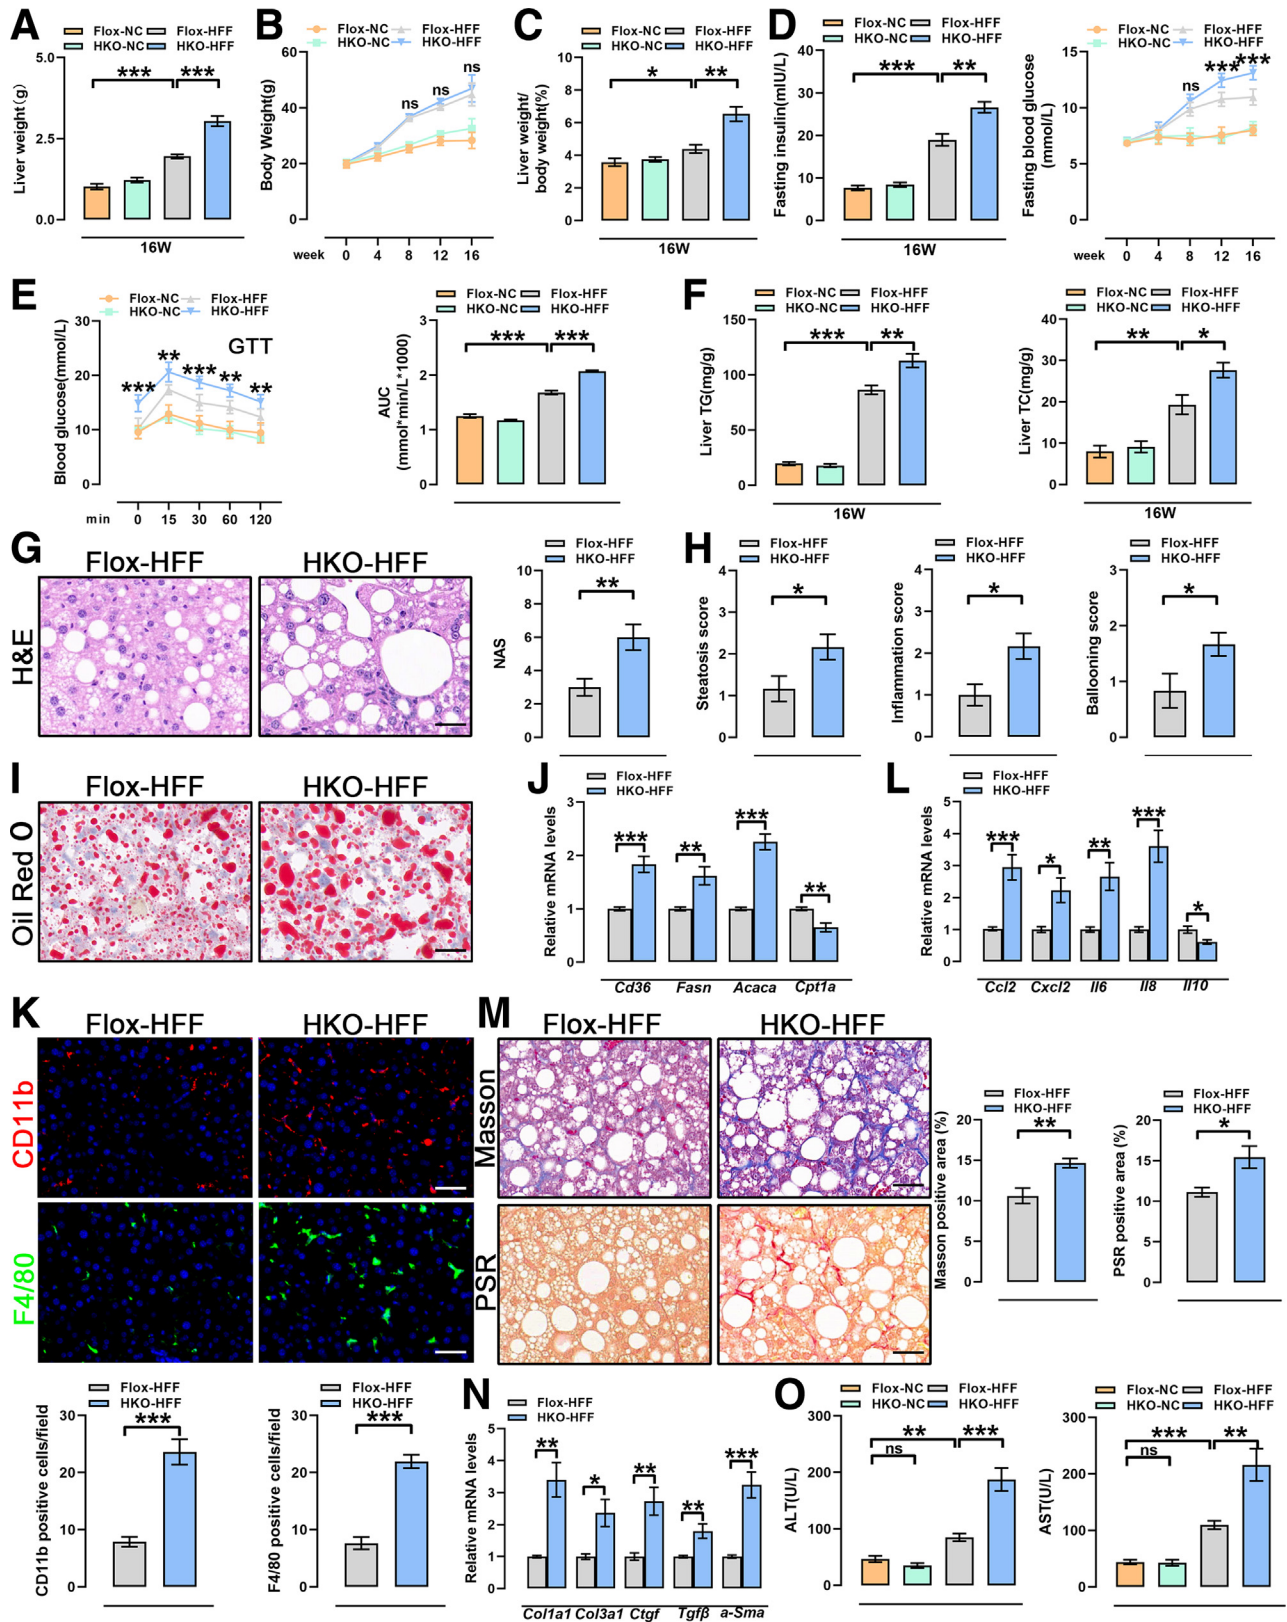 A
Flox-NC Flox-HFF
HKO-NC HKO-HFF
Liver weight(g)
5.0
2.5
0.0
*** ***
16W
B
Flox-NC Flox-HFF
HKO-NC HKO-HFF
Body Weight(g)
60
40
20
0
ns ns ns
week 0 4 8 12 16
C
Flox-NC Flox-HFF
HKO-NC HKO-HFF
Liver weight/
body weight(%)
10
8
6
4
2
0
* **
16W
D
Flox-NC Flox-HFF
HKO-NC HKO-HFF
Fasting insulin(mIU/L)
40
30
20
10
0
*** **
16W
Flox-NC Flox-HFF
HKO-NC HKO-HFF
Fasting blood glucose
(mmol/L)
15
10
5
0
ns *** ***
week 0 4 8 12 16
E
Flox-NC Flox-HFF
HKO-NC HKO-HFF
GTT
Blood glucose(mmol/L)
30
20
10
0
*** ** *** ** **
min 0 15 30 60 120
Flox-NC Flox-HFF
HKO-NC HKO-HFF
AUC
(mmol*min/L*1000)
3
2
1
0
*** ***
F
Flox-NC Flox-HFF
HKO-NC HKO-HFF
Liver TG(mg/g)
150
100
50
0
*** **
16W
Flox-NC Flox-HFF
HKO-NC HKO-HFF
Liver TC(mg/g)
40
30
20
10
0
** *
16W
G
Flox-HFF HKO-HFF
H&E
Flox-HFF
HKO-HFF
NAS
10
8
6
4
2
0
**
H
Flox-HFF
HKO-HFF
Steatosis score
4
3
2
1
0
*
Flox-HFF
HKO-HFF
Inflammation score
4
3
2
1
0
*
Flox-HFF
HKO-HFF
Ballooning score
3
2
1
0
*
I
Flox-HFF HKO-HFF
Oil Red O
J
Flox-HFF
HKO-HFF
Relative mRNA levels
3
2
1
0
*** ** *** **
Cd36 Fasn Acaca Cpt1a
L
Flox-HFF
HKO-HFF
Relative mRNA levels
5
4
3
2
1
0
*** * ** *** *
Ccl2 Cxcl2 Il6 Il8 Il10
K
Flox-HFF HKO-HFF
CD11b
F4/80
Flox-HFF
HKO-HFF
CD11b positive cells/field
30
20
10
0
***
Flox-HFF
HKO-HFF
F4/80 positive cells/field
30
20
10
0
***
M
Flox-HFF HKO-HFF
Masson
PSR
Flox-HFF
HKO-HFF
Masson positive area (%)
20
15
10
5
0
**
Flox-HFF
HKO-HFF
PSR positive area (%)
20
15
10
5
0
*
N
Flox-HFF
HKO-HFF
Relative mRNA levels
5
4
3
2
1
0
** * ** ** ***
Col1a1 Col3a1 Ctgf Tgfβ a-Sma
O
Flox-NC Flox-HFF
HKO-NC HKO-HFF
ALT(U/L)
300
200
100
0
** ***
ns
Flox-NC Flox-HFF
HKO-NC HKO-HFF
AST(U/L)
300
200
100
0
*** **
ns